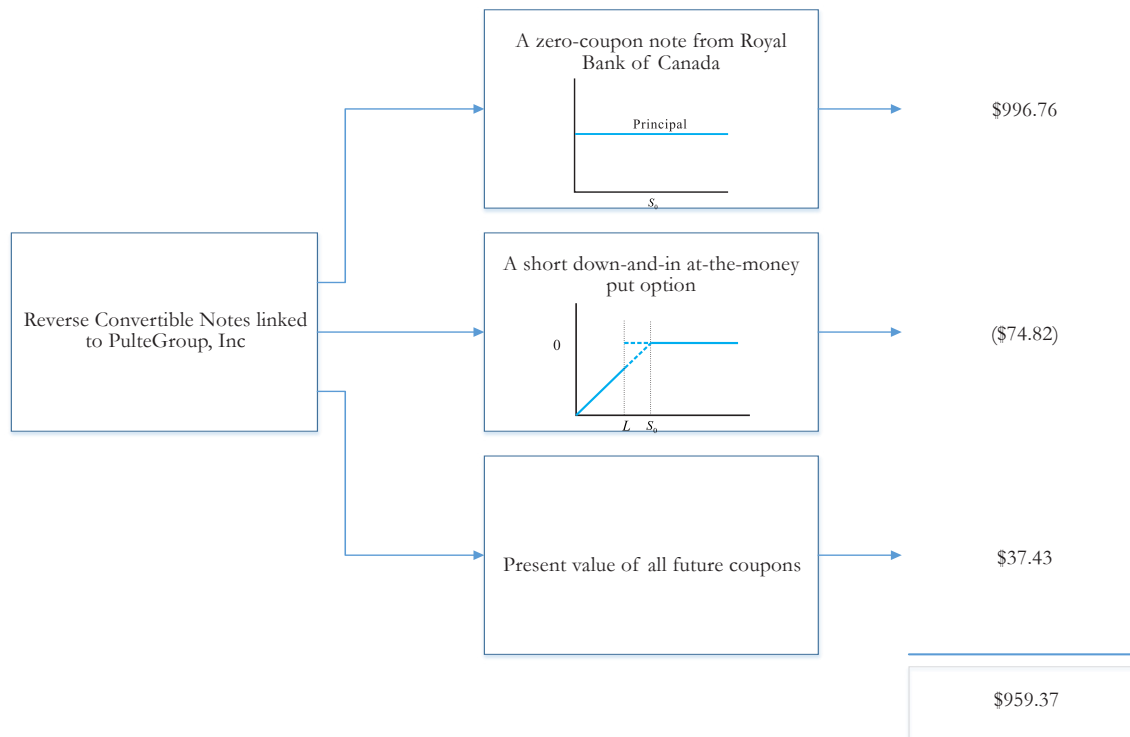 A zero-coupon note from Royal
Bank of Canada
Principal
S₀
$996.76
Reverse Convertible Notes linked
to PulteGroup, Inc
A short down-and-in at-the-money
put option
0
L S₀
($74.82)
Present value of all future coupons
$37.43
$959.37